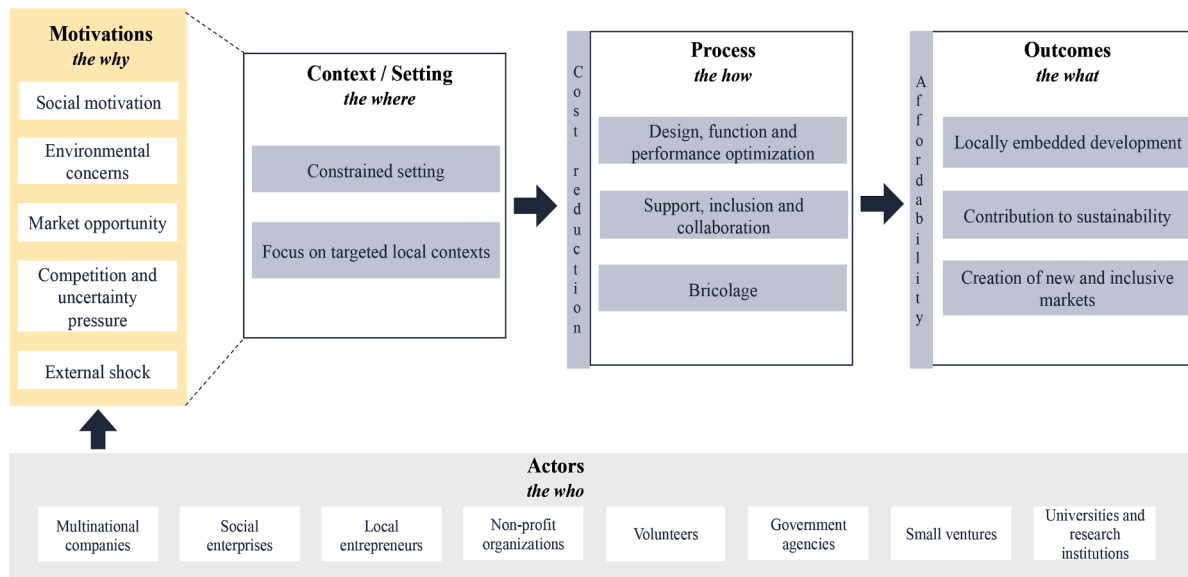 Motivations
the why
Social motivation
Environmental
concerns
Market opportunity
Competition and
uncertainty
pressure
External shock
Context / Setting
the where
Constrained setting
Focus on targeted local contexts
Cost reduction
Process
the how
Design, function and
performance optimization
Support, inclusion and
collaboration
Bricolage
Affordability
Outcomes
the what
Locally embedded development
Contribution to sustainability
Creation of new and inclusive
markets
Actors
the who
Multinational
companies
Social
enterprises
Local
entrepreneurs
Non-profit
organizations
Volunteers
Government
agencies
Small ventures
Universities and
research
institutions